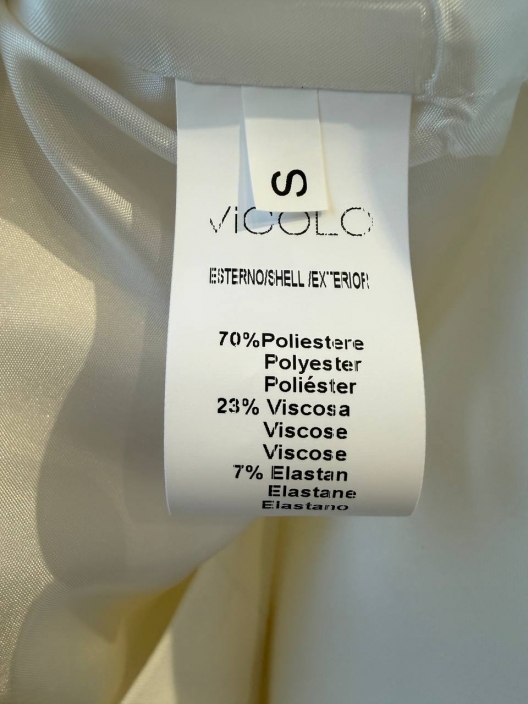 S
ViCOLO
ESTERNO/SHELL /EXTERIOR
70%Poliestere
Polyester
Poliéster
23% Viscosa
Viscose
Viscose
7% Elastan
Elastane
Elastano